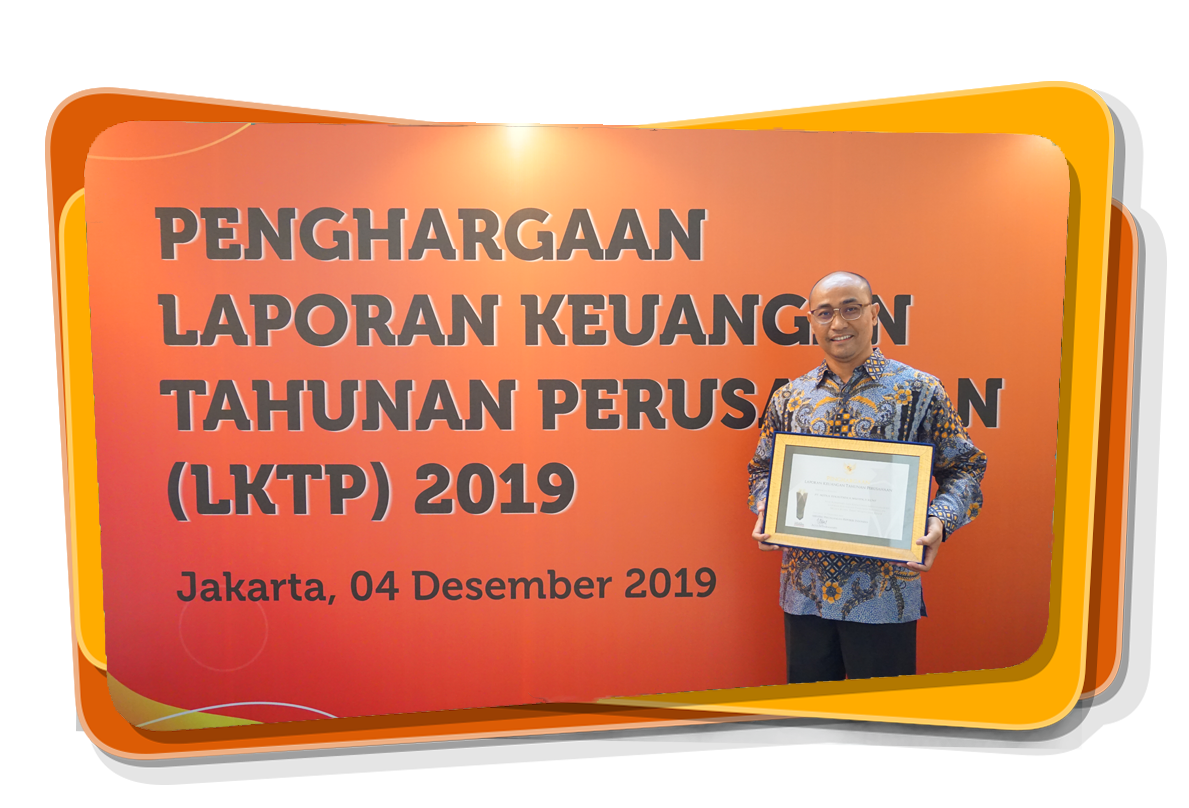 PENGHARGAAN
LAPORAN KEUANGAN
TAHUNAN PERUSAHAAN
(LKTP) 2019
Jakarta, 04 Desember 2019